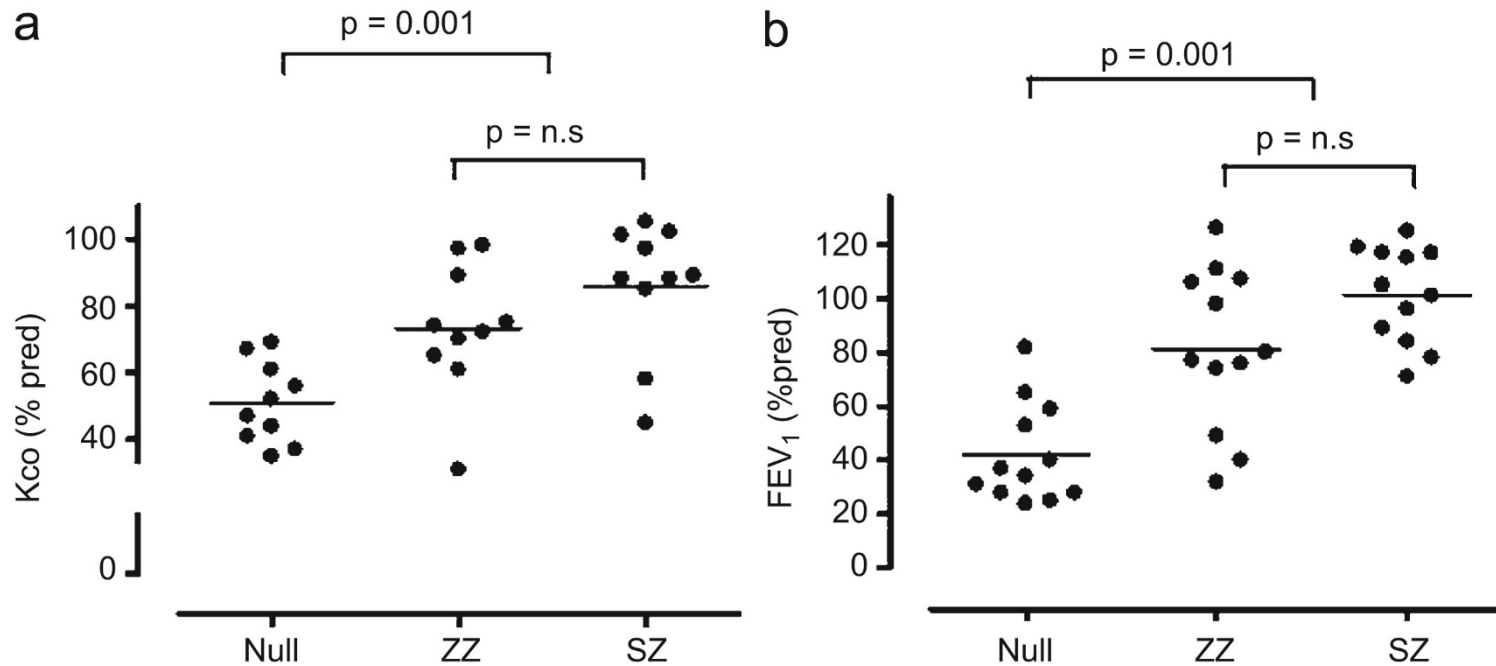 a
p = 0.001
p = n.s
Kco (% pred)
100
80
60
40
0
Null ZZ SZ
b
p = 0.001
p = n.s
FEV₁ (%pred)
120
100
80
60
40
20
0
Null ZZ SZ